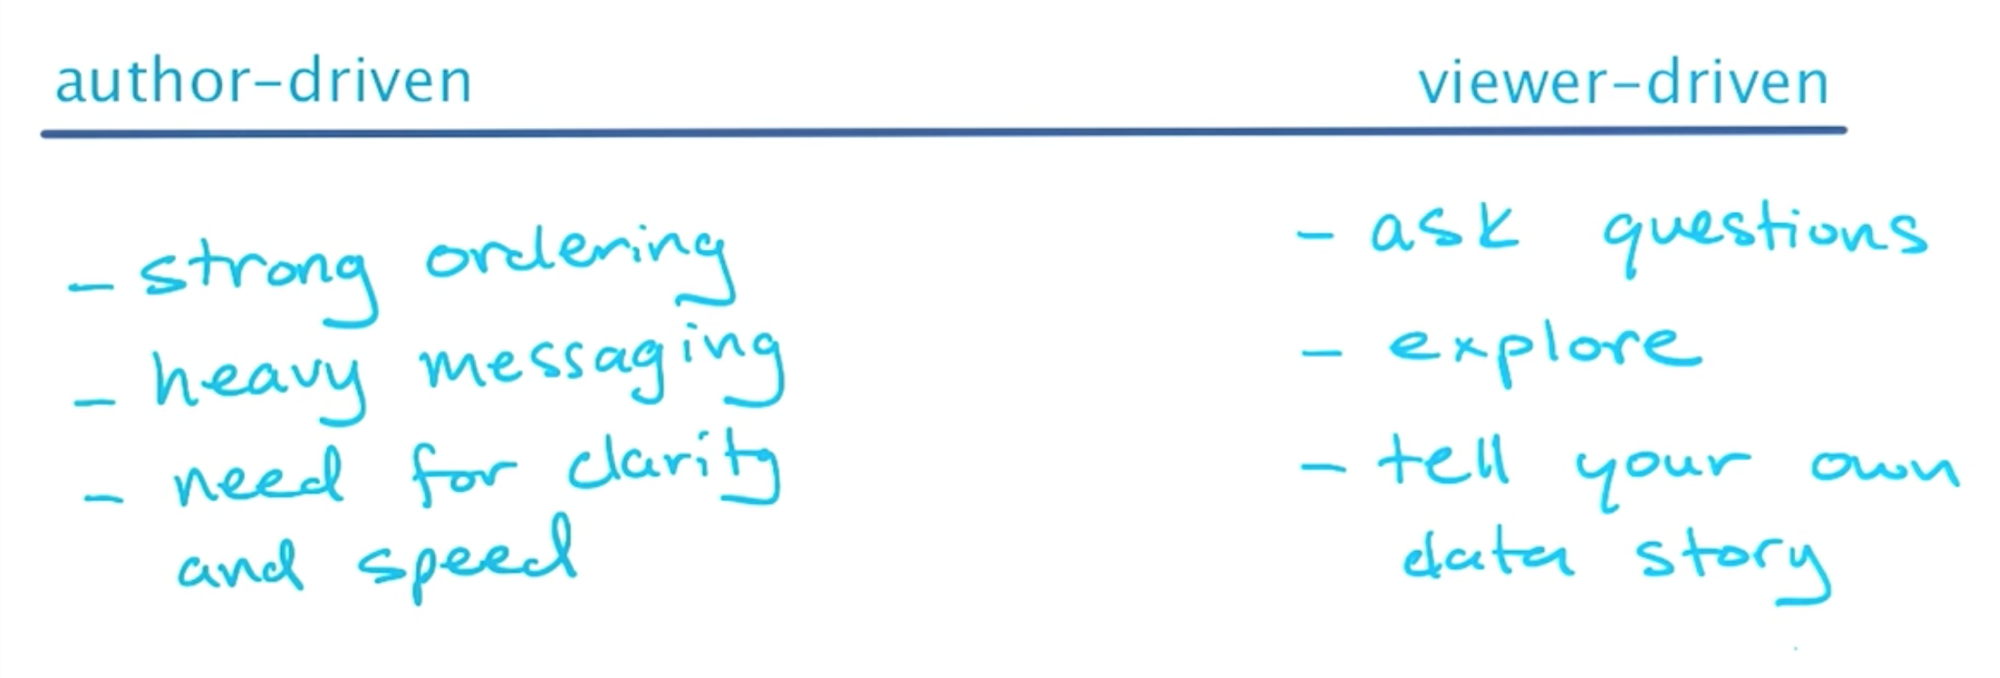 author-driven
viewer-driven
- strong ordering
- heavy messaging
- need for clarity
and speed
- ask questions
- explore
- tell your own
data story